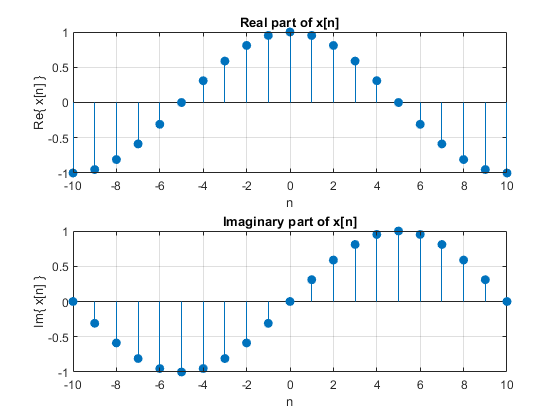 Real part of x[n]
1
0.5
0
-0.5
-1
Re{ x[n] }
-10 -8 -6 -4 -2 0 2 4 6 8 10
n
Imaginary part of x[n]
1
0.5
0
-0.5
-1
Im{ x[n] }
-10 -8 -6 -4 -2 0 2 4 6 8 10
n